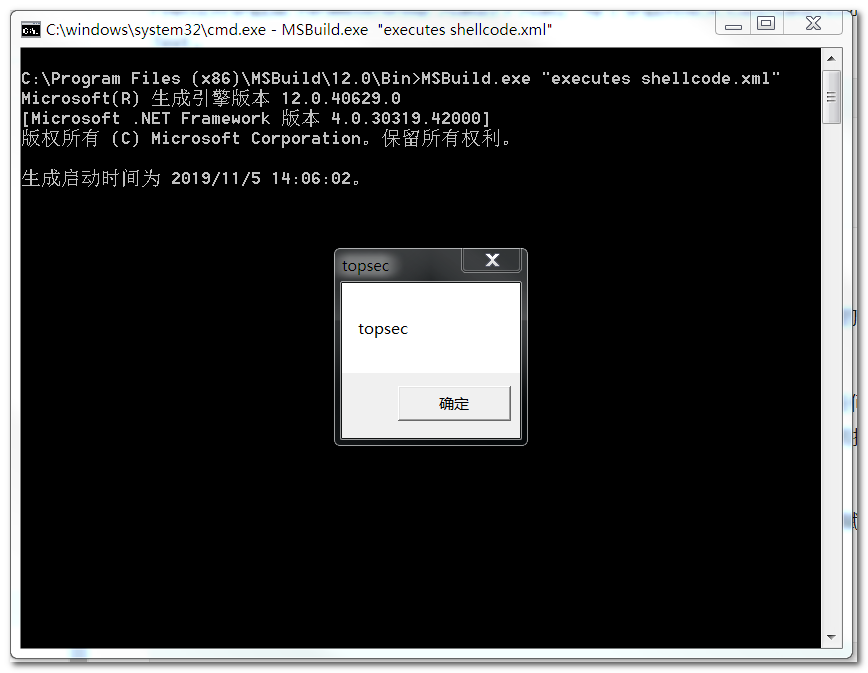 C:\windows\system32\cmd.exe - MSBuild.exe  "executes shellcode.xml"
C:\Program Files (x86)\MSBuild\12.0\Bin>MSBuild.exe "executes shellcode.xml"
Microsoft(R) 生成引擎版本 12.0.40629.0
[Microsoft .NET Framework 版本 4.0.30319.42000]
版权所有 (C) Microsoft Corporation。保留所有权利。
生成启动时间为 2019/11/5 14:06:02。
topsec
topsec
确定